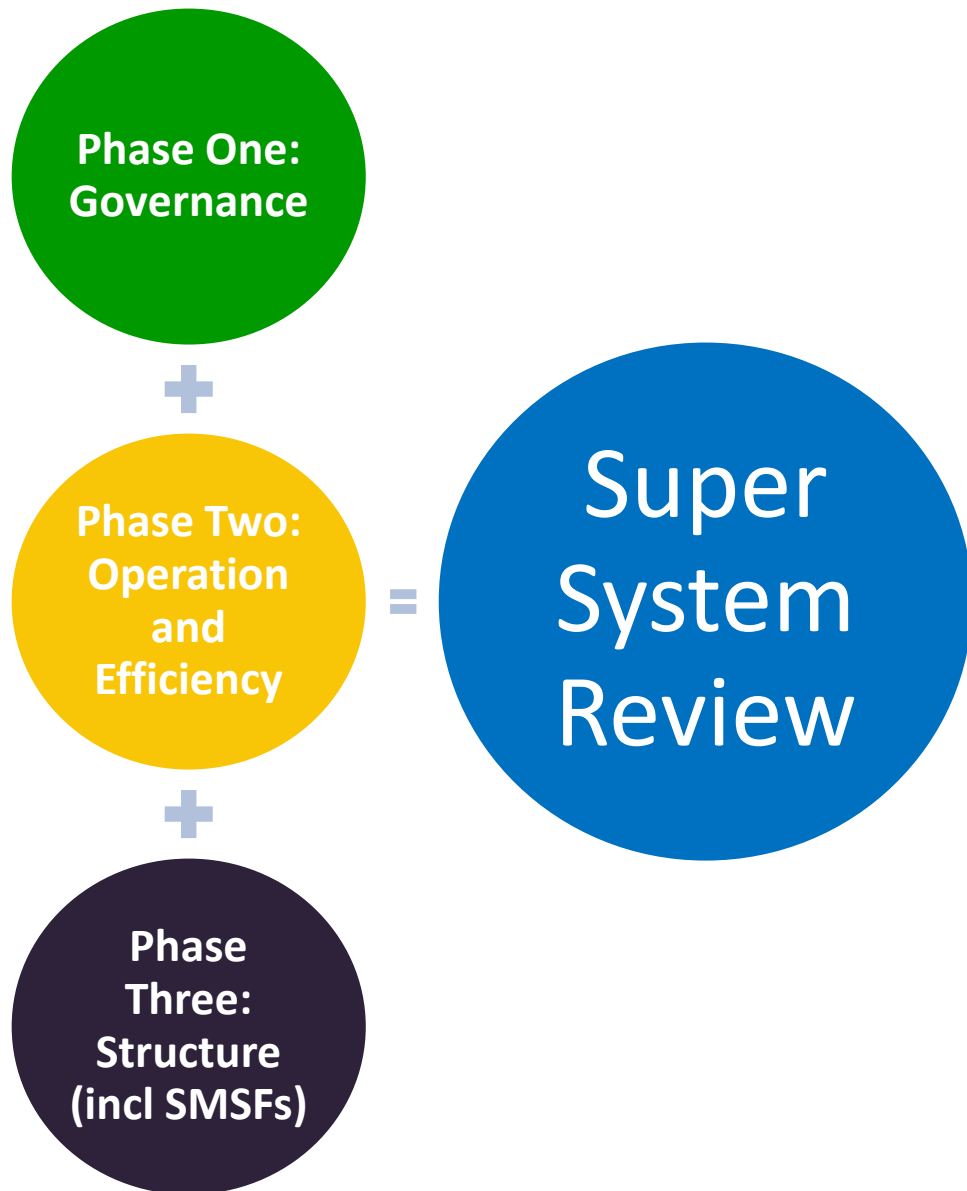 Phase One:
Governance
+
Phase Two:
Operation
and
Efficiency
=
Super
System
Review
+
Phase
Three:
Structure
(incl SMSFs)